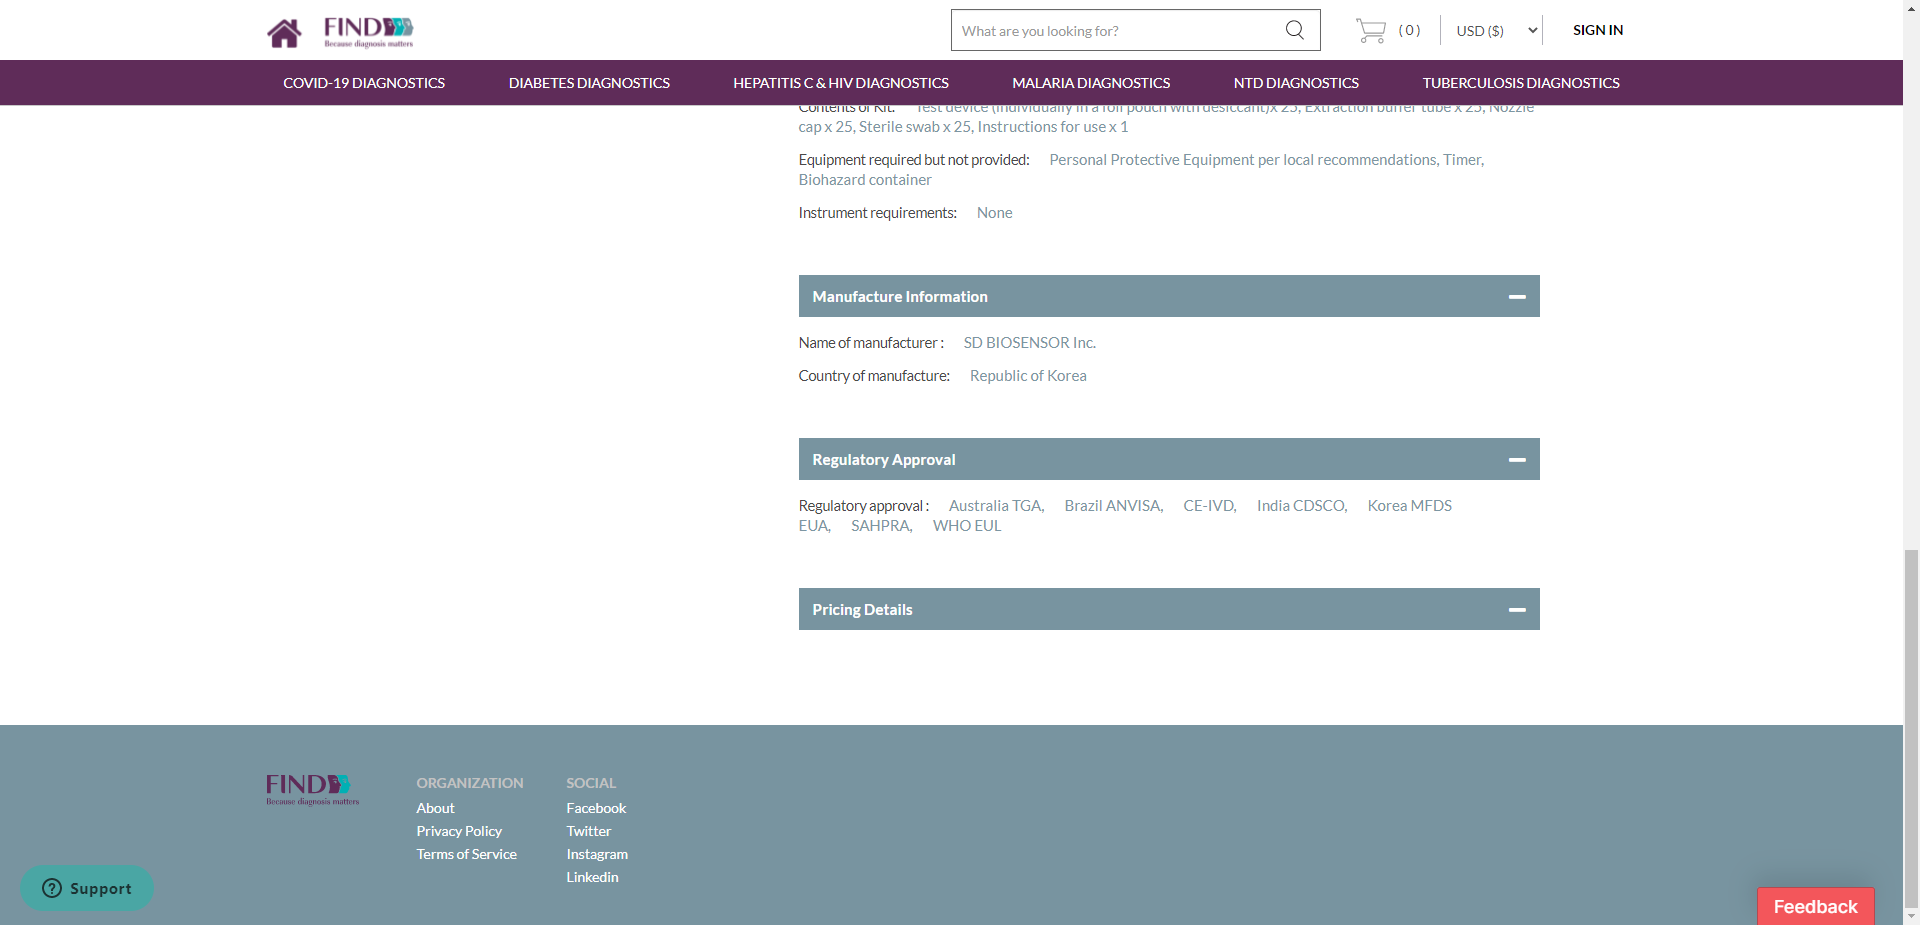 FIND
Because diagnosis matters
What are you looking for?
( 0 )
USD ($)
SIGN IN
COVID-19 DIAGNOSTICS
DIABETES DIAGNOSTICS
HEPATITIS C & HIV DIAGNOSTICS
MALARIA DIAGNOSTICS
NTD DIAGNOSTICS
TUBERCULOSIS DIAGNOSTICS
Contents of Kit: Test device (individually in a foil pouch with desiccant)x 25, Extraction buffer tube x 25, Nozzle
cap x 25, Sterile swab x 25, Instructions for use x 1
Equipment required but not provided: Personal Protective Equipment per local recommendations, Timer,
Biohazard container
Instrument requirements: None
Manufacture Information
Name of manufacturer : SD BIOSENSOR Inc.
Country of manufacture: Republic of Korea
Regulatory Approval
Regulatory approval : Australia TGA, Brazil ANVISA, CE-IVD, India CDSCO, Korea MFDS
EUA, SAHPRA, WHO EUL
Pricing Details
FIND
Because diagnosis matters
ORGANIZATION
About
Privacy Policy
Terms of Service
SOCIAL
Facebook
Twitter
Instagram
Linkedin
Support
Feedback